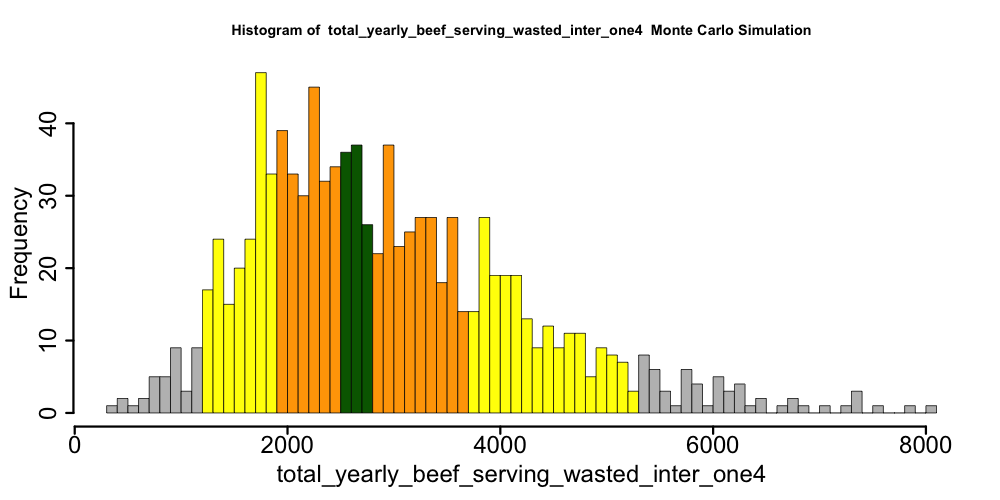 Histogram of  total_yearly_beef_serving_wasted_inter_one4  Monte Carlo Simulation
Frequency
40
30
20
10
0
0 2000 4000 6000 8000
total_yearly_beef_serving_wasted_inter_one4